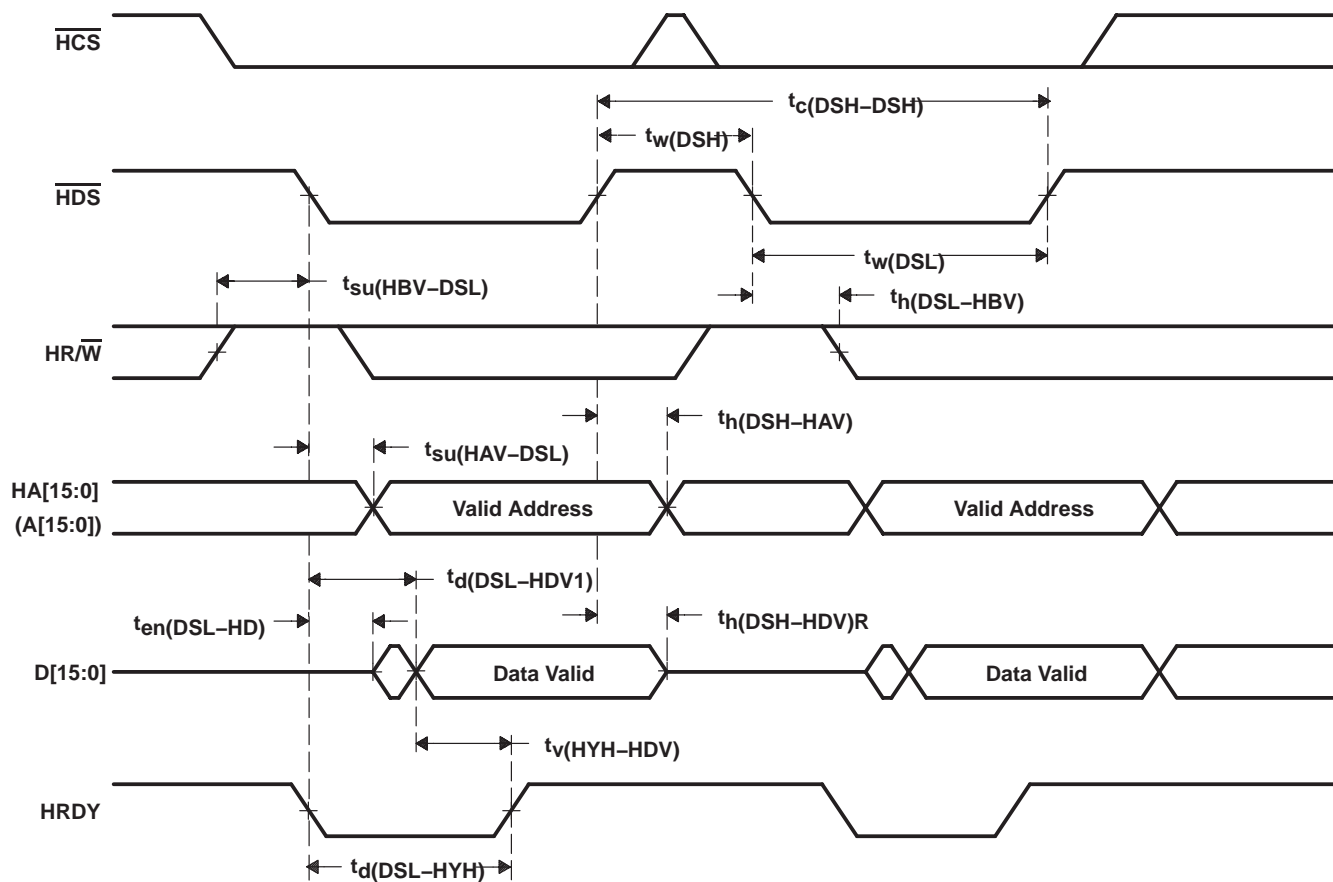 HCS
tc(DSH–DSH)
tw(DSH)
HDS
tw(DSL)
tsu(HBV–DSL)
th(DSL–HBV)
HR/W
th(DSH–HAV)
tsu(HAV–DSL)
HA[15:0]
(A[15:0])
Valid Address
Valid Address
td(DSL–HDV1)
ten(DSL–HD)
th(DSH–HDV)R
D[15:0]
Data Valid
Data Valid
tv(HYH–HDV)
HRDY
td(DSL–HYH)